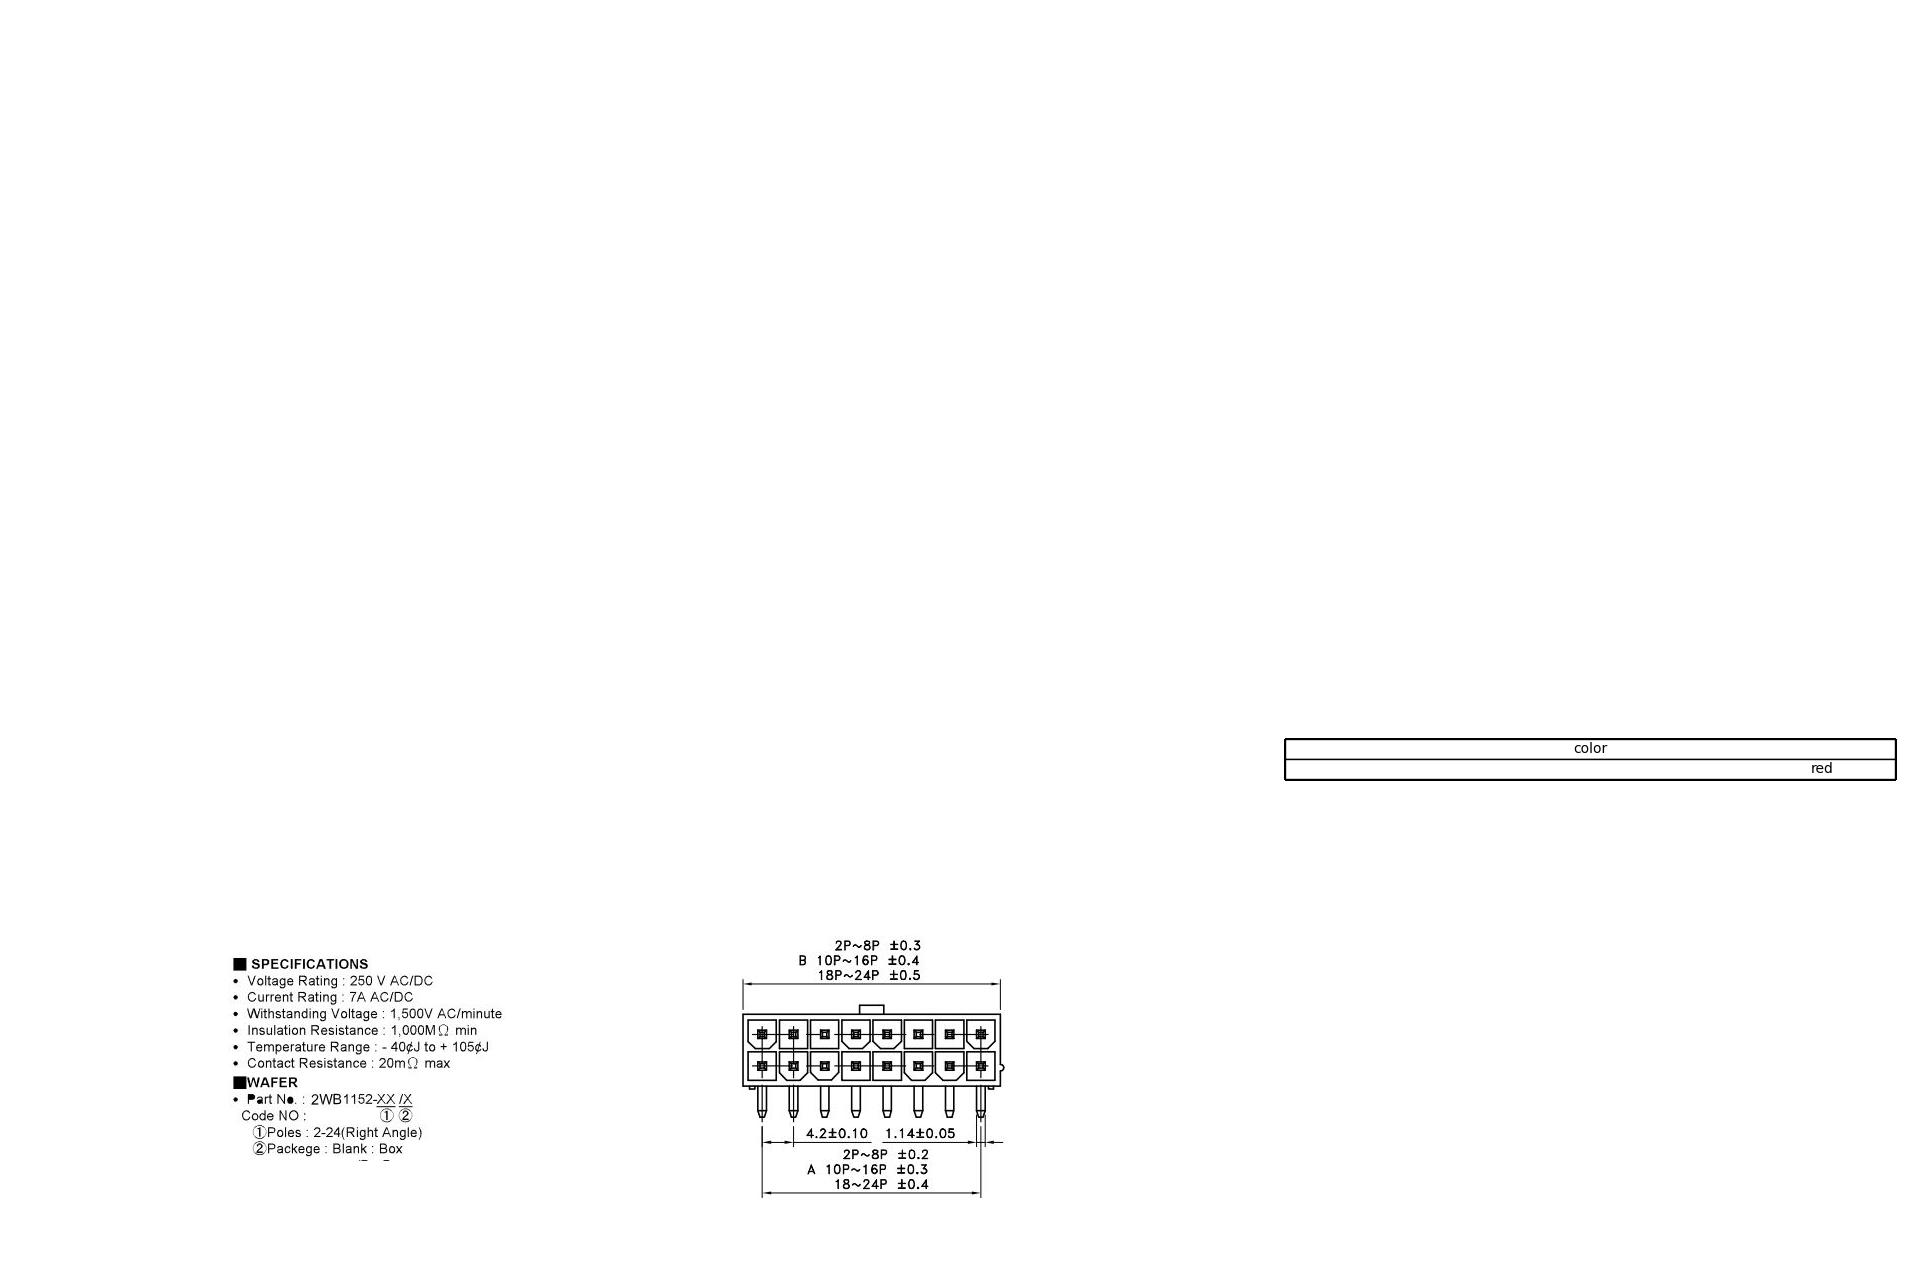 color
red
2P~8P ±0.3
B 10P~16P ±0.4
18P~24P ±0.5
■ SPECIFICATIONS
• Voltage Rating : 250 V AC/DC
• Current Rating : 7A AC/DC
• Withstanding Voltage : 1,500V AC/minute
• Insulation Resistance : 1,000MΩ min
• Temperature Range : - 40¢J to + 105¢J
• Contact Resistance : 20mΩ max
■WAFER
• Part No. : 2WB1152-XX /X
Code NO : ① ②
①Poles : 2-24(Right Angle)
②Packege : Blank : Box
4.2±0.10 1.14±0.05
2P~8P ±0.2
A 10P~16P ±0.3
18~24P ±0.4